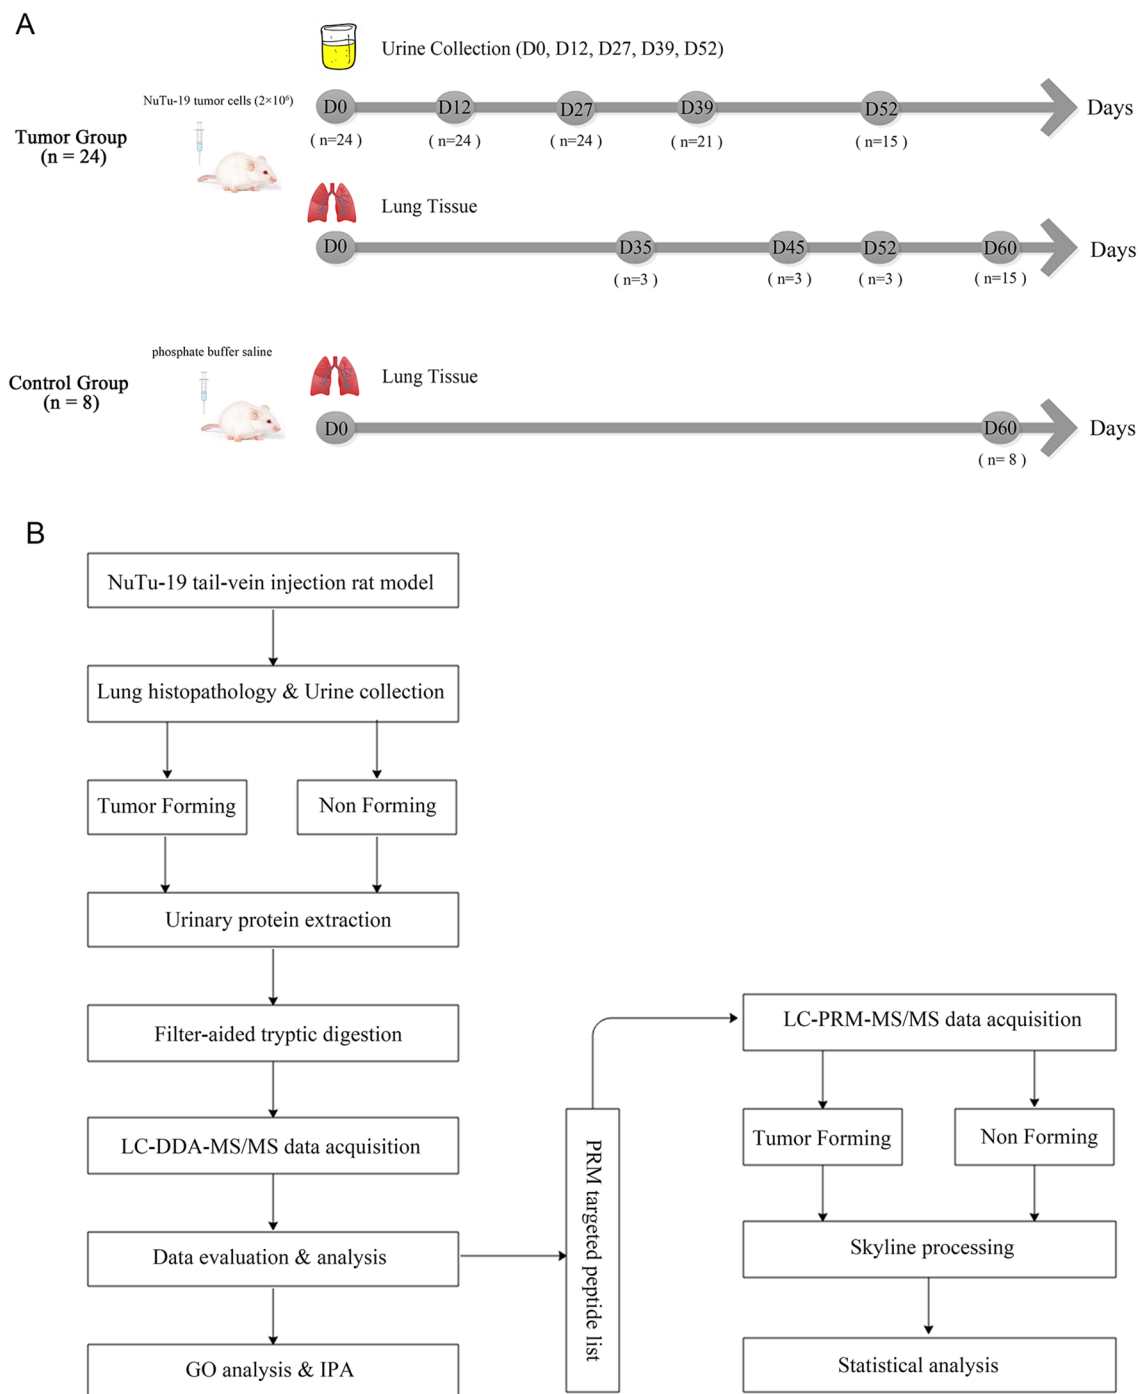 A
Urine Collection (D0, D12, D27, D39, D52)
NuTu-19 tumor cells (2×10⁶)
Tumor Group
(n = 24)
D0 D12 D27 D39 D52 Days
( n=24 ) ( n=24 ) ( n=24 ) ( n=21 ) ( n=15 )
Lung Tissue
D0 D35 D45 D52 D60 Days
( n=3 ) ( n=3 ) ( n=3 ) ( n=15 )
phosphate buffer saline
Control Group
(n = 8)
Lung Tissue
D0 D60 Days
( n= 8 )
B
NuTu-19 tail-vein injection rat model
Lung histopathology & Urine collection
Tumor Forming
Non Forming
Urinary protein extraction
Filter-aided tryptic digestion
LC-DDA-MS/MS data acquisition
Data evaluation & analysis
GO analysis & IPA
PRM targeted peptide list
LC-PRM-MS/MS data acquisition
Tumor Forming
Non Forming
Skyline processing
Statistical analysis